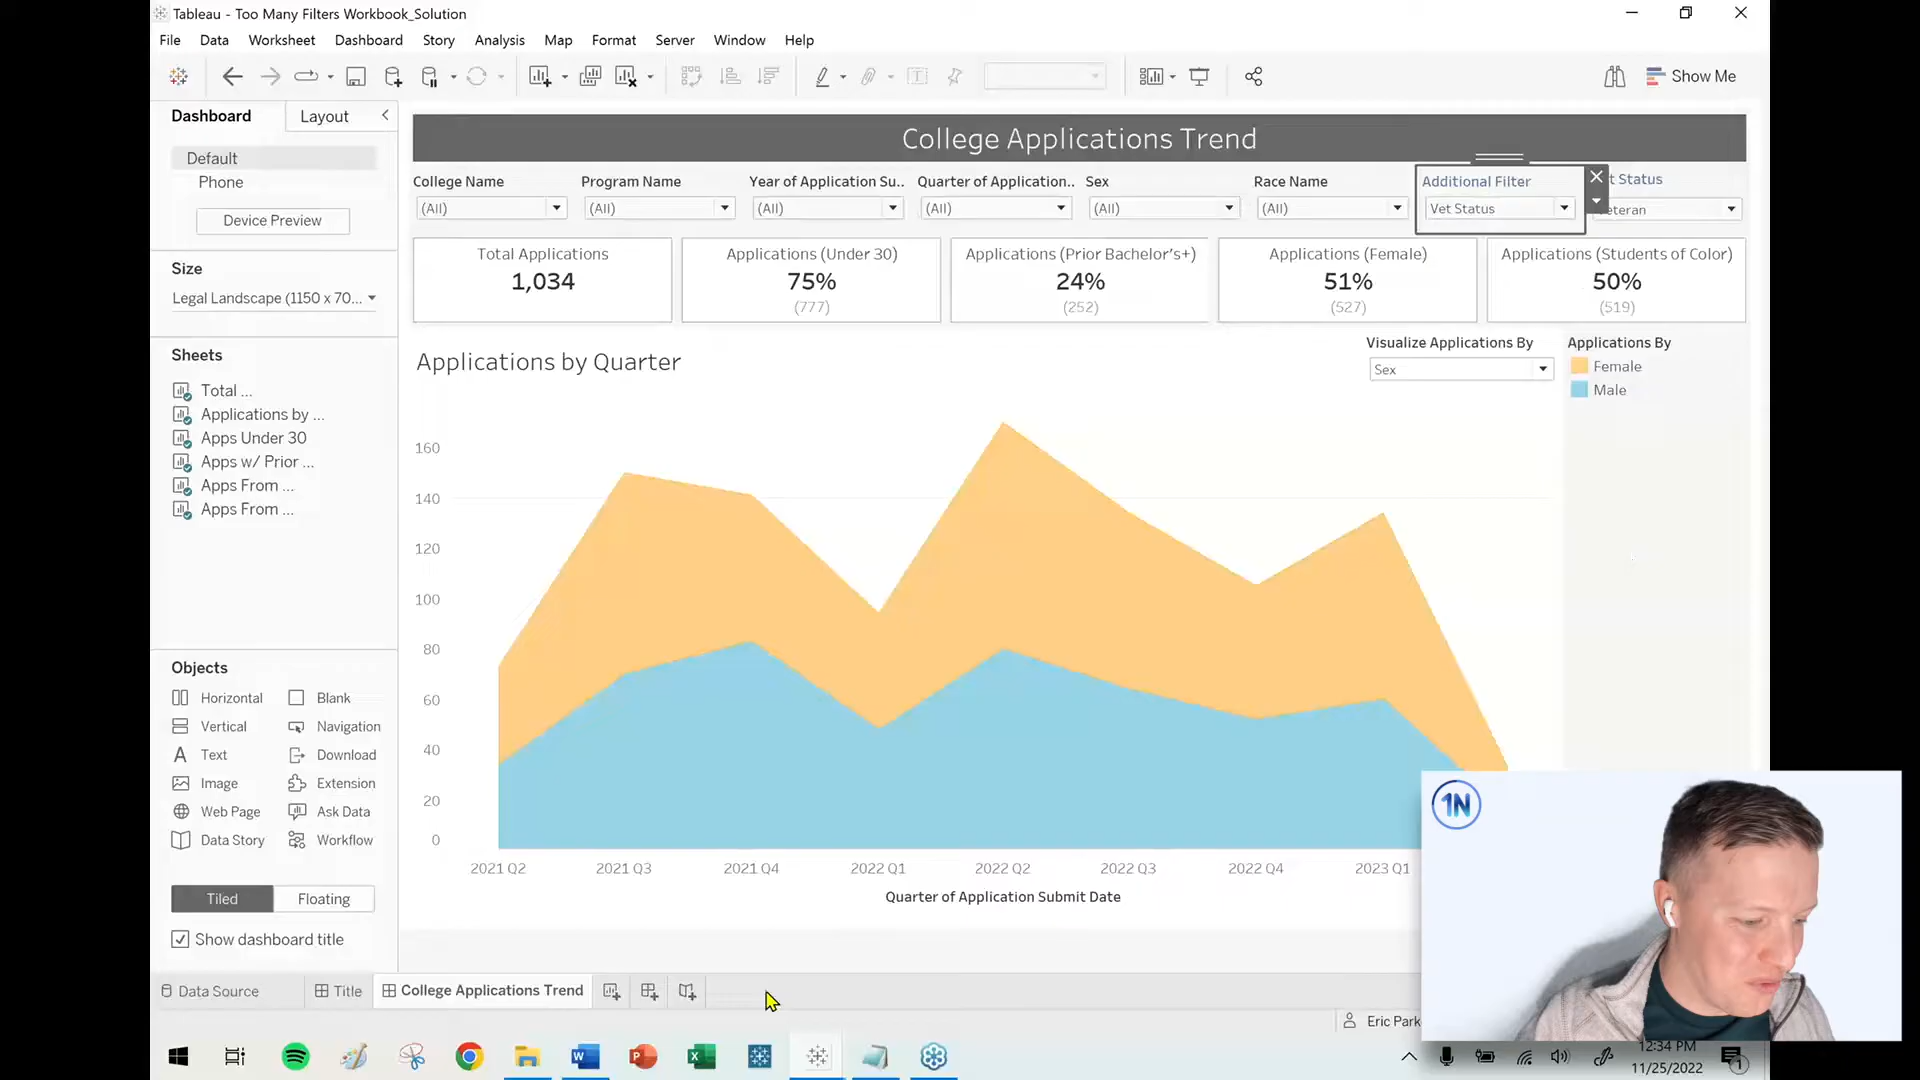 Tableau - Too Many Filters Workbook_Solution
File Data Worksheet Dashboard Story Analysis Map Format Server Window Help
Show Me
Dashboard Layout
Default
Phone
Device Preview
Size
Legal Landscape (1150 x 70...
Sheets
Total ...
Applications by ...
Apps Under 30
Apps w/ Prior ...
Apps From ...
Apps From ...
Objects
Horizontal Blank
Vertical Navigation
Text Download
Image Extension
Web Page Ask Data
Data Story Workflow
Tiled Floating
Show dashboard title
College Applications Trend
College Name Program Name Year of Application Su.. Quarter of Application.. Sex Race Name Additional Filter t Status
(All) (All) (All) (All) (All) (All) Vet Status eteran
Total Applications Applications (Under 30) Applications (Prior Bachelor's+) Applications (Female) Applications (Students of Color)
1,034 75% 24% 51% 50%
(777) (252) (527) (519)
Applications by Quarter
Visualize Applications By
Sex
Applications By
Female
Male
160
140
120
100
80
60
40
20
0
2021 Q2 2021 Q3 2021 Q4 2022 Q1 2022 Q2 2022 Q3 2022 Q4 2023 Q1
Quarter of Application Submit Date
1N
Data Source Title College Applications Trend
Eric Park
12:34 PM
11/25/2022
1